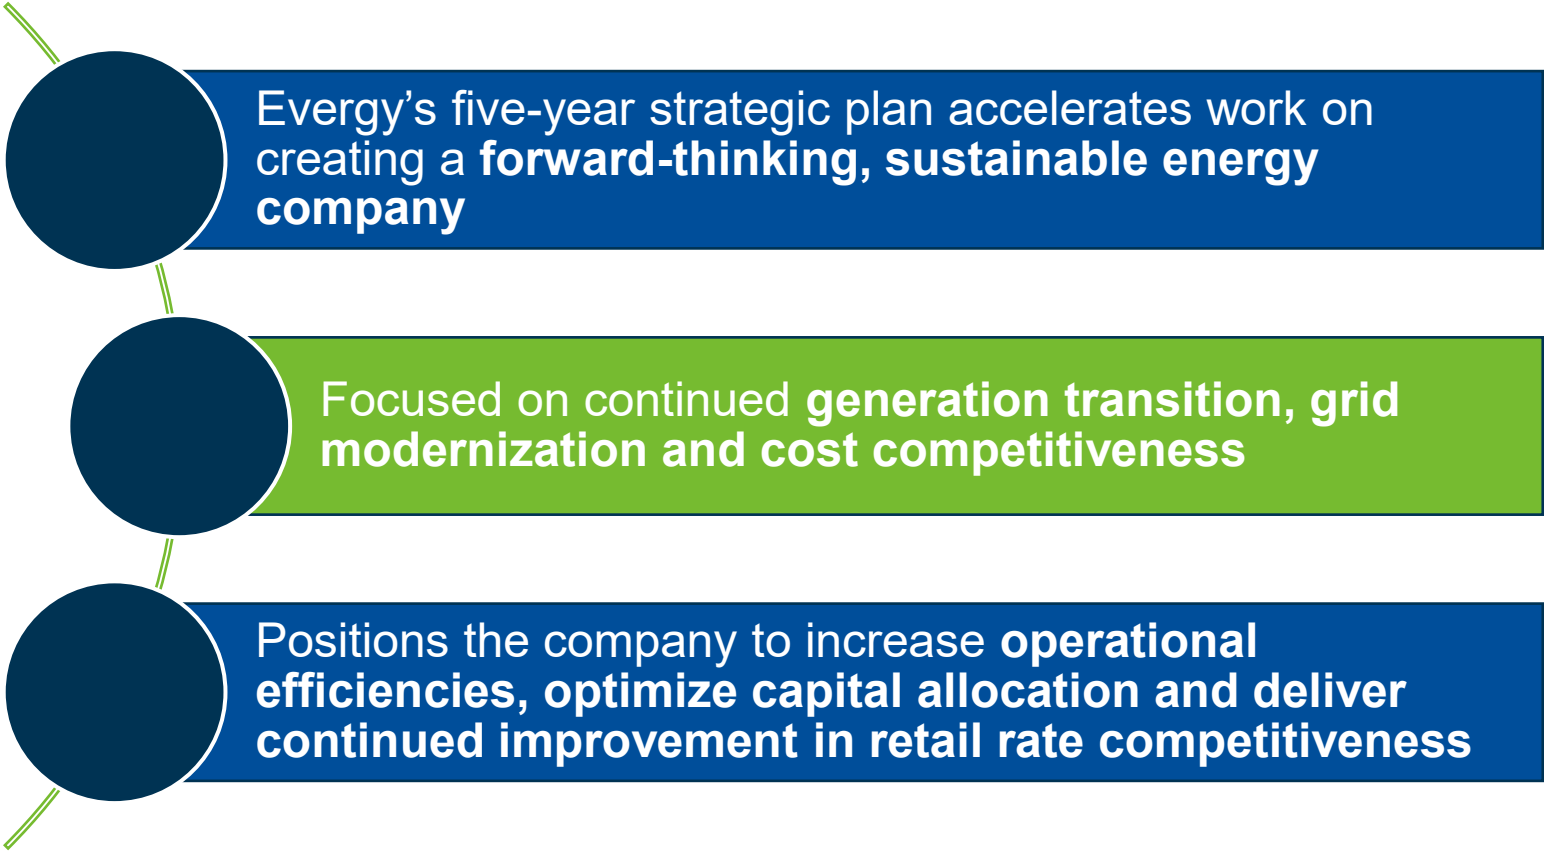 Evergy’s five-year strategic plan accelerates work on
creating a forward-thinking, sustainable energy
company
Focused on continued generation transition, grid
modernization and cost competitiveness
Positions the company to increase operational
efficiencies, optimize capital allocation and deliver
continued improvement in retail rate competitiveness